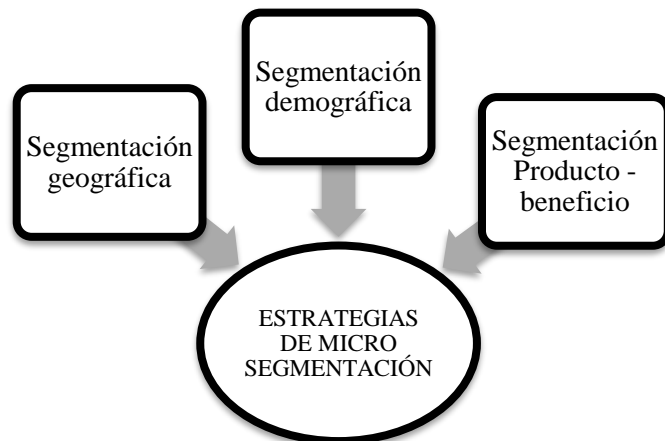 Segmentación
demográfica
Segmentación
geográfica
Segmentación
Producto -
beneficio
ESTRATEGIAS
DE MICRO
SEGMENTACIÓN